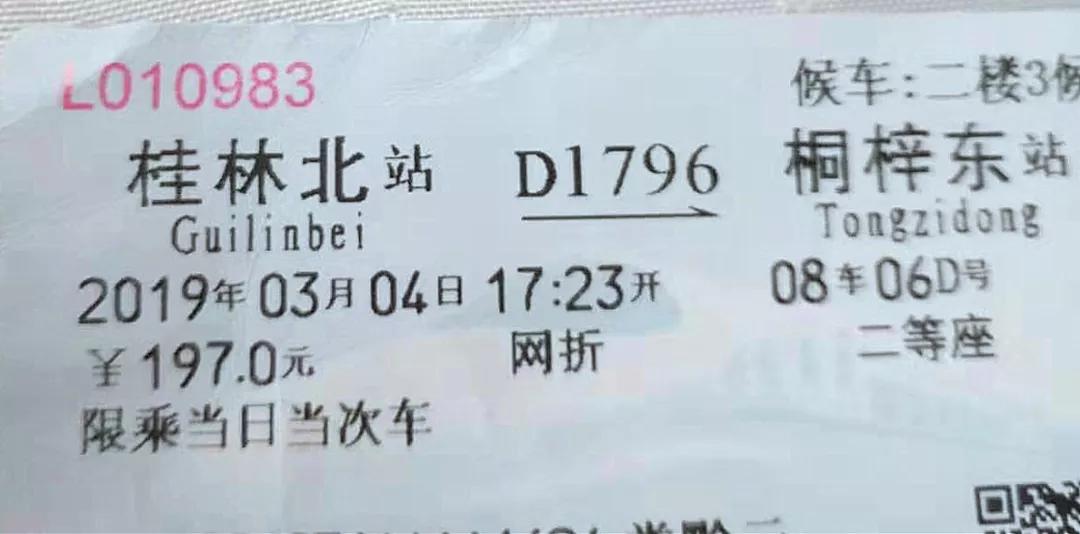 L010983
候车:二楼3候
桂林北站 D1796 桐梓东站
Guilinbei Tongzidong
2019年03月04日 17:23开 08车06D号
¥197.0元 网折 二等座
限乘当日当次车